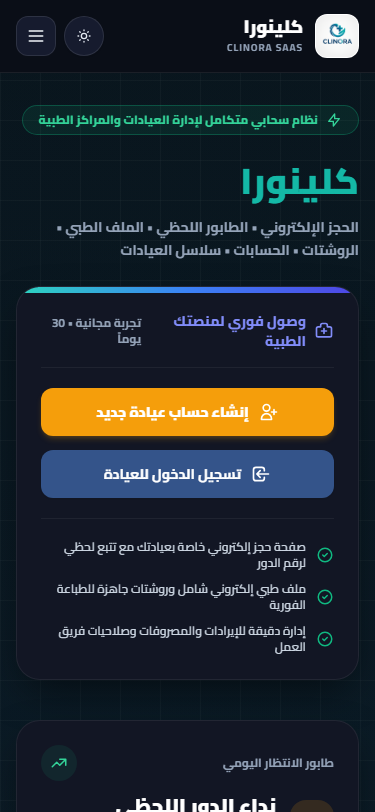 كلينورا
CLINORA SAAS
CLINORA
نظام سحابي متكامل لإدارة العيادات والمراكز الطبية
كلينورا
الحجز الإلكتروني • الطابور اللحظي • الملف الطبي •
الروشتات • الحسابات • سلاسل العيادات
وصول فوري لمنصتك
الطبية
تجربة مجانية • 30
يوماً
إنشاء حساب عيادة جديد
تسجيل الدخول للعيادة
صفحة حجز إلكتروني خاصة بعيادتك مع تتبع لحظي
لرقم الدور
ملف طبي إلكتروني شامل وروشتات جاهزة للطباعة
الفورية
إدارة دقيقة للإيرادات والمصروفات وصلاحيات فريق
العمل
طابور الانتظار اليومي
نداء الدور اللحظي